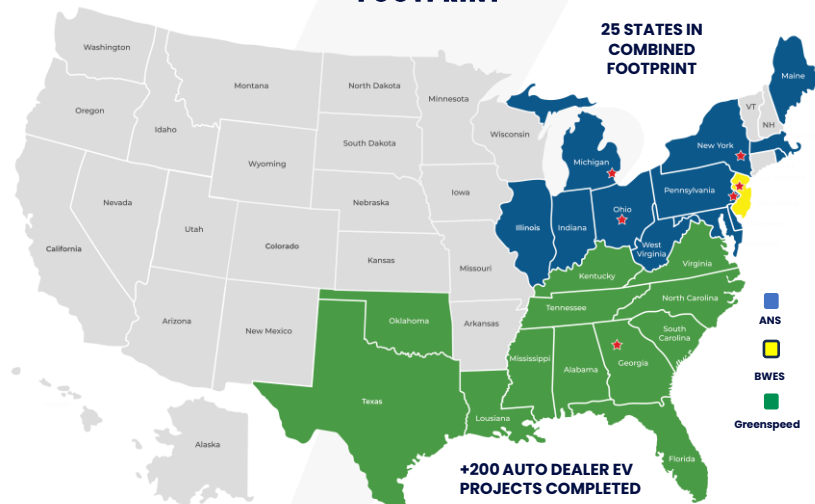 FOOTPRINT
25 STATES IN
COMBINED
FOOTPRINT
Washington
Oregon
California
Nevada
Idaho
Montana
Wyoming
Utah
Colorado
Arizona
New Mexico
North Dakota
South Dakota
Nebraska
Kansas
Oklahoma
Texas
Minnesota
Iowa
Missouri
Arkansas
Lousiana
Wisconsin
Illinois
Michigan
Indiana
Ohio
Kentucky
Tennessee
Mississippi
Alabama
Georgia
Florida
South
Carolina
North Carolina
Virginia
West
Virginia
Pennsylvania
New York
VT
NH
Maine
Alaska
ANS
BWES
Greenspeed
+200 AUTO DEALER EV
PROJECTS COMPLETED